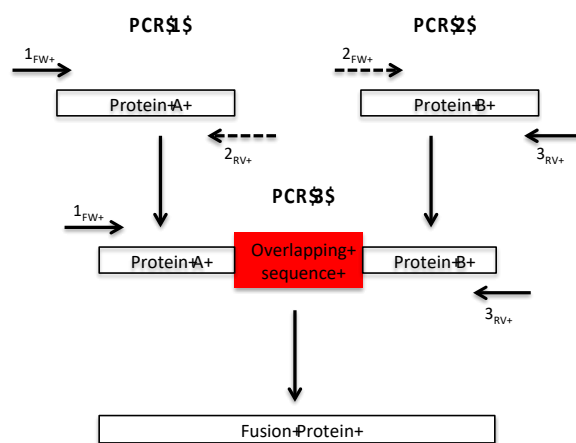 PCR$1$
PCR$2$
1FW+
2FW+
Protein+A+
Protein+B+
2RV+
3RV+
PCR$3$
1FW+
Protein+A+
Overlapping+
sequence+
Protein+B+
3RV+
Fusion+Protein+